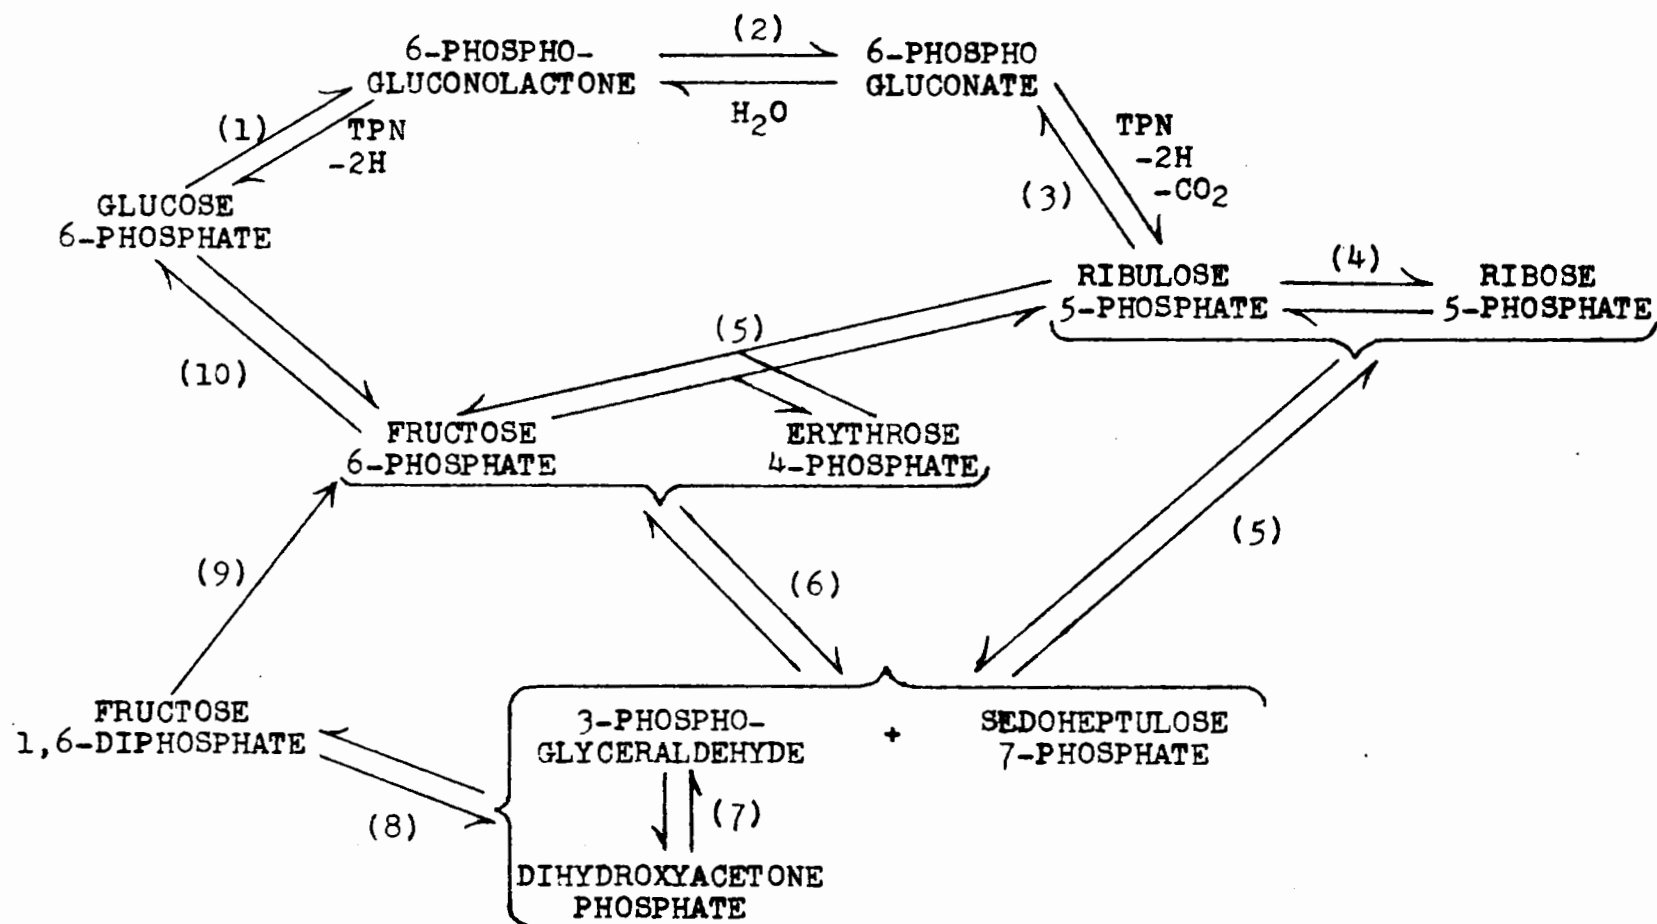 (2)
6-PHOSPHO-
GLUCONOLACTONE
6-PHOSPHO
GLUCONATE
H2O
(1)
TPN
-2H
TPN
-2H
-CO2
(3)
GLUCOSE
6-PHOSPHATE
RIBULOSE
5-PHOSPHATE
(4)
RIBOSE
5-PHOSPHATE
(5)
(10)
FRUCTOSE
6-PHOSPHATE
ERYTHROSE
4-PHOSPHATE
(5)
(9)
(6)
FRUCTOSE
1,6-DIPHOSPHATE
3-PHOSPHO-
GLYCERALDEHYDE
+
SEDOHEPTULOSE
7-PHOSPHATE
(7)
(8)
DIHYDROXYACETONE
PHOSPHATE